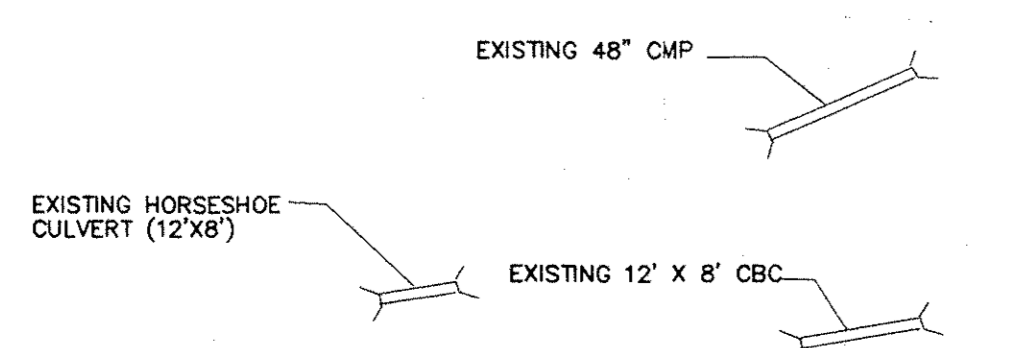 EXISTING 48" CMP
EXISTING HORSESHOE
CULVERT (12'X8')
EXISTING 12' X 8' CBC